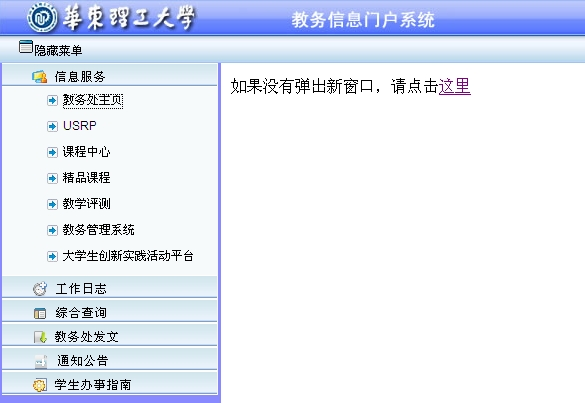 華東理工大學
教务信息门户系统
隐藏菜单
信息服务
教务处主页
USRP
课程中心
精品课程
教学评测
教务管理系统
大学生创新实践活动平台
工作日志
综合查询
教务处发文
通知公告
学生办事指南
如果没有弹出新窗口，请点击这里